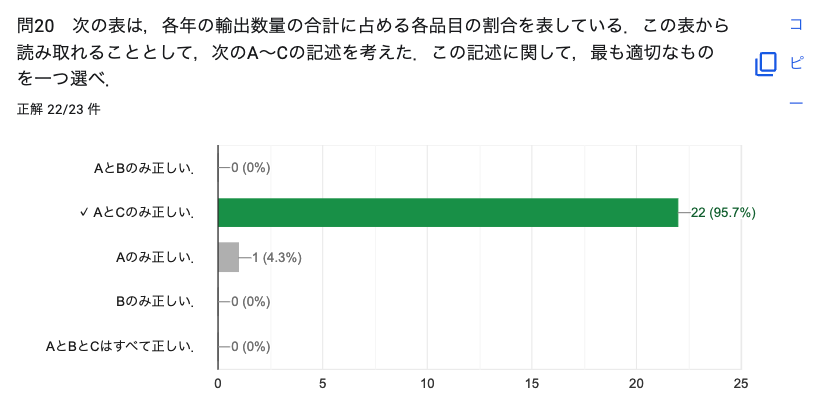 問20　次の表は，各年の輸出数量の合計に占める各品目の割合を表している．この表から
読み取れることとして，次のA〜Cの記述を考えた．この記述に関して，最も適切なもの
を一つ選べ．
コ
ピ
ー
正解 22/23 件
AとBのみ正しい．
0 (0%)
✓ AとCのみ正しい．
22 (95.7%)
Aのみ正しい．
1 (4.3%)
Bのみ正しい．
0 (0%)
AとBとCはすべて正しい．
0 (0%)
0 5 10 15 20 25